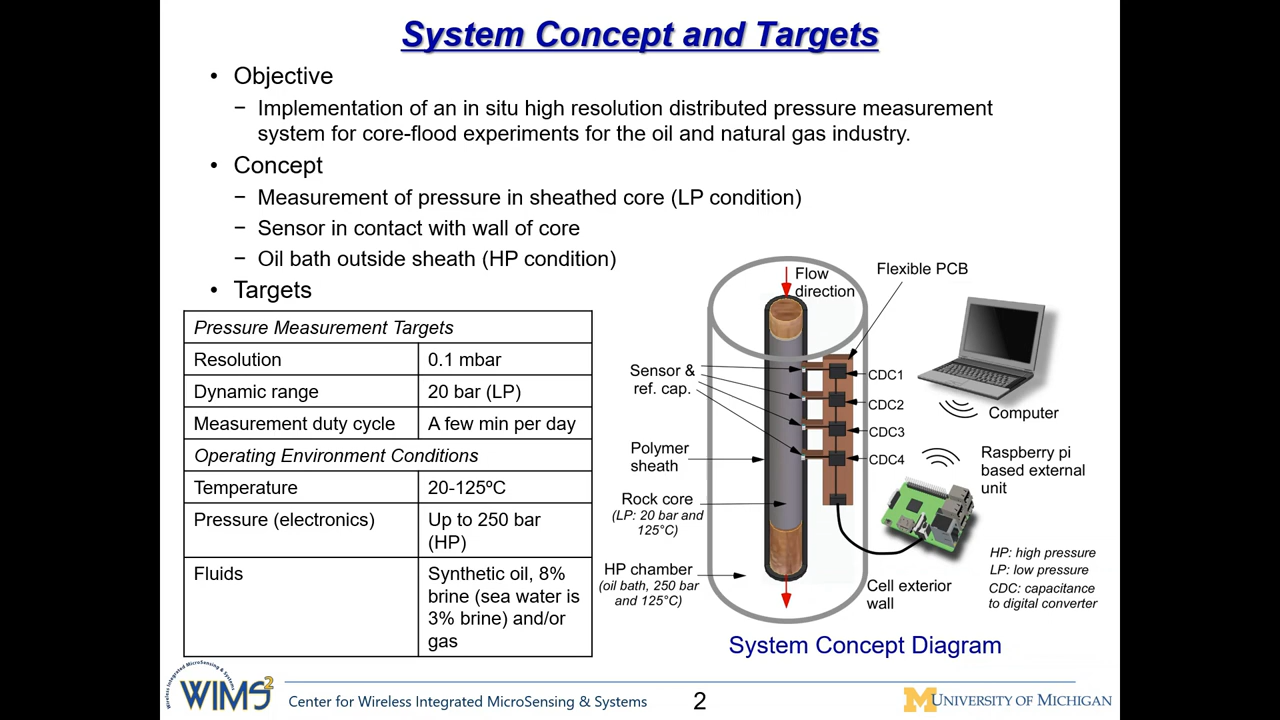 System Concept and Targets
• Objective
− Implementation of an in situ high resolution distributed pressure measurement
system for core-flood experiments for the oil and natural gas industry.
• Concept
− Measurement of pressure in sheathed core (LP condition)
− Sensor in contact with wall of core
− Oil bath outside sheath (HP condition)
• Targets
Pressure Measurement Targets
Resolution 0.1 mbar
Dynamic range 20 bar (LP)
Measurement duty cycle A few min per day
Operating Environment Conditions
Temperature 20-125ºC
Pressure (electronics) Up to 250 bar
(HP)
Fluids Synthetic oil, 8%
brine (sea water is
3% brine) and/or
gas
Flow
direction
Flexible PCB
Sensor &
ref. cap.
CDC1
CDC2
CDC3
CDC4
Computer
Polymer
sheath
Raspberry pi
based external
unit
Rock core
(LP: 20 bar and
125°C)
HP chamber
(oil bath, 250 bar
and 125°C)
Cell exterior
wall
HP: high pressure
LP: low pressure
CDC: capacitance
to digital converter
System Concept Diagram
Wireless Integrated MicroSensing & Systems
WIMS2
Center for Wireless Integrated MicroSensing & Systems
2
M UNIVERSITY OF MICHIGAN